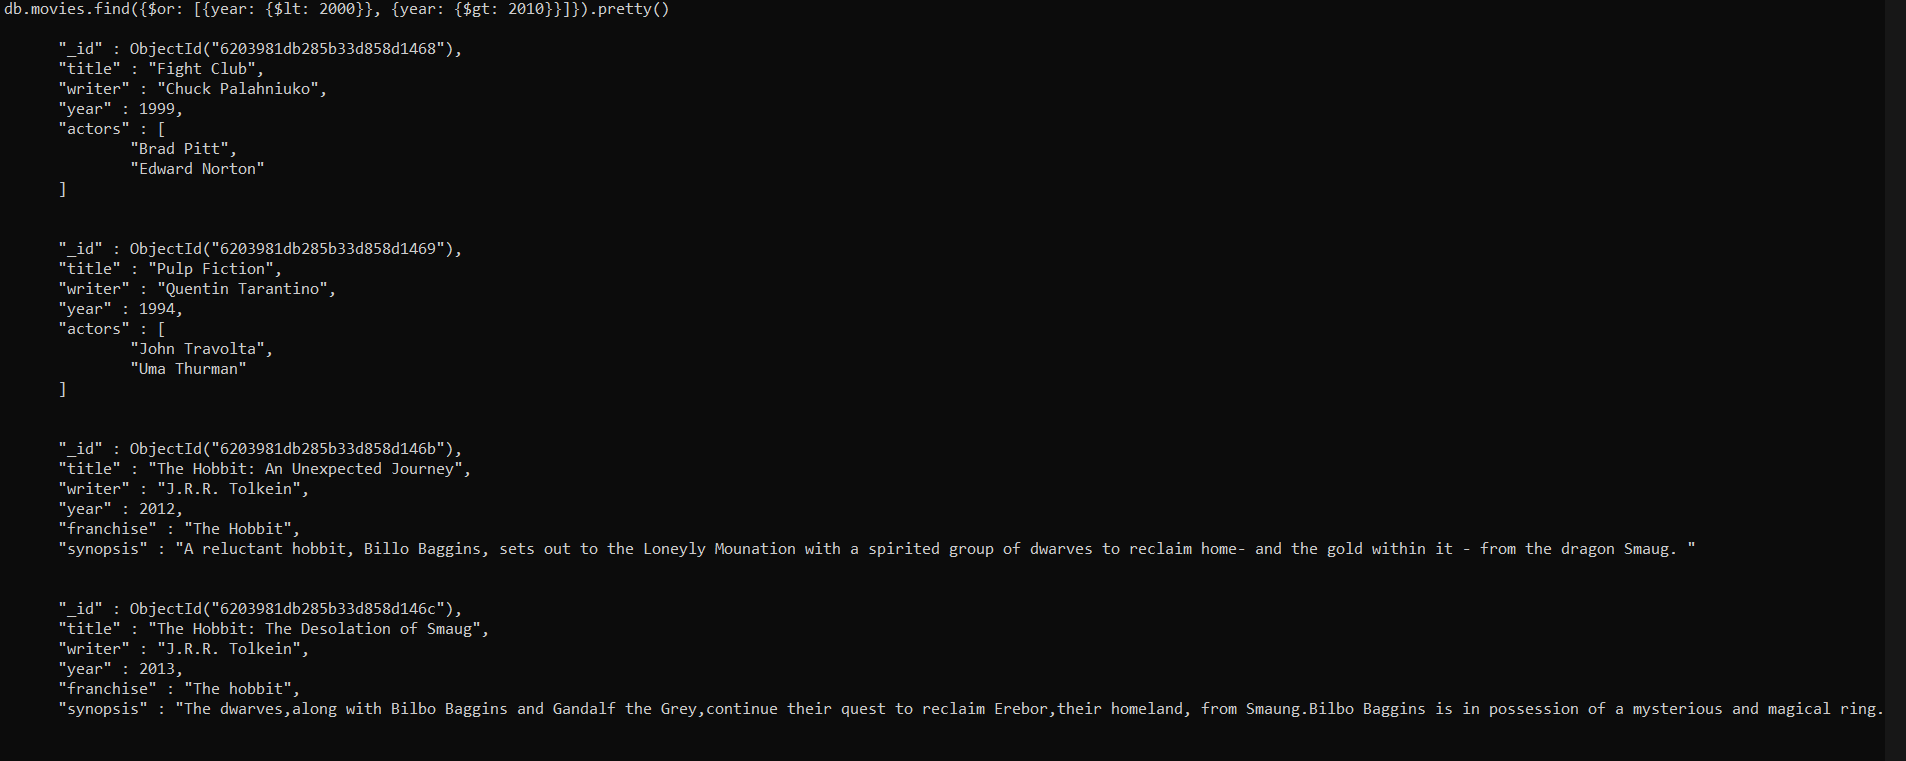 db.movies.find({$or: [{year: {$lt: 2000}}, {year: {$gt: 2010}}]}).pretty()
"_id" : ObjectId("6203981db285b33d858d1468"),
"title" : "Fight Club",
"writer" : "Chuck Palahniuko",
"year" : 1999,
"actors" : [
"Brad Pitt",
"Edward Norton"
]
"_id" : ObjectId("6203981db285b33d858d1469"),
"title" : "Pulp Fiction",
"writer" : "Quentin Tarantino",
"year" : 1994,
"actors" : [
"John Travolta",
"Uma Thurman"
]
"_id" : ObjectId("6203981db285b33d858d146b"),
"title" : "The Hobbit: An Unexpected Journey",
"writer" : "J.R.R. Tolkein",
"year" : 2012,
"franchise" : "The Hobbit",
"synopsis" : "A reluctant hobbit, Billo Baggins, sets out to the Loneyly Mounation with a spirited group of dwarves to reclaim home- and the gold within it - from the dragon Smaug. "
"_id" : ObjectId("6203981db285b33d858d146c"),
"title" : "The Hobbit: The Desolation of Smaug",
"writer" : "J.R.R. Tolkein",
"year" : 2013,
"franchise" : "The hobbit",
"synopsis" : "The dwarves,along with Bilbo Baggins and Gandalf the Grey,continue their quest to reclaim Erebor,their homeland, from Smaung.Bilbo Baggins is in possession of a mysterious and magical ring.